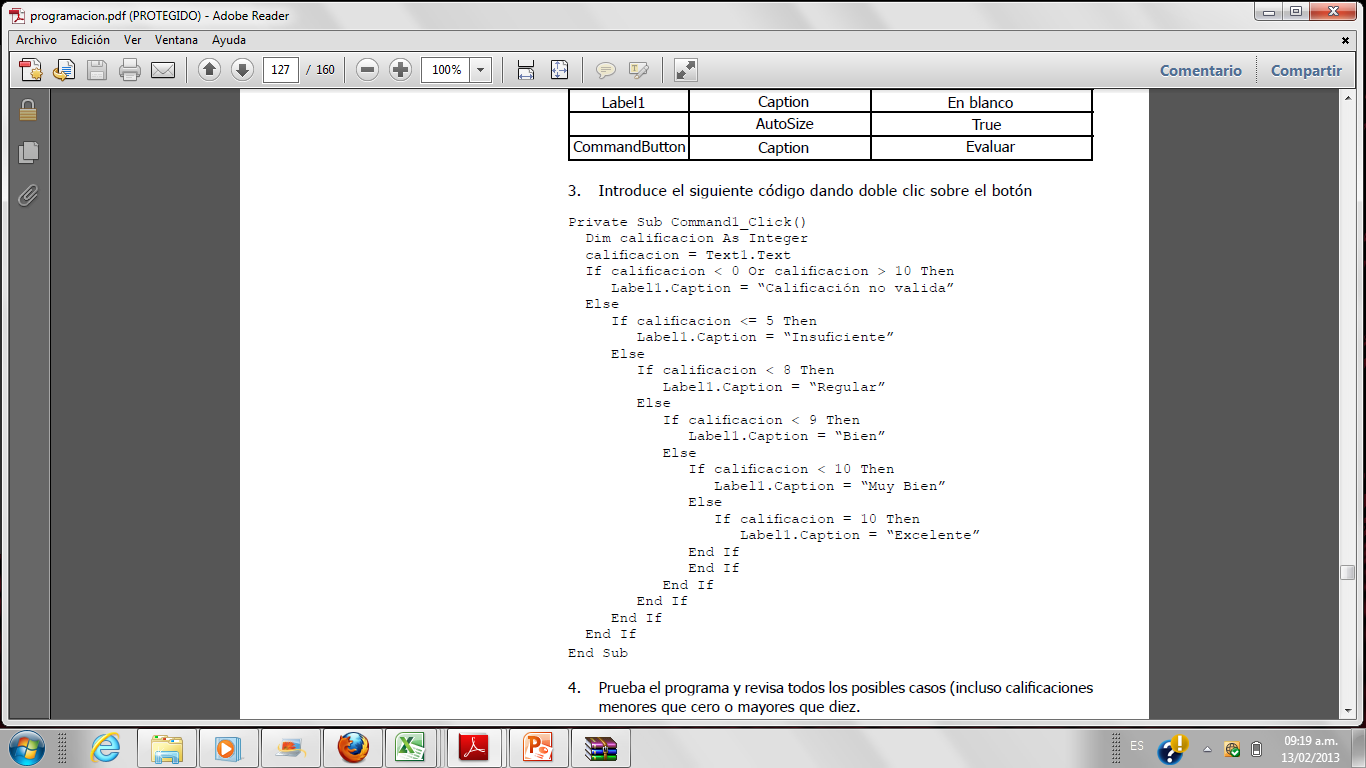 programacion.pdf (PROTEGIDO) - Adobe Reader
Archivo Edición Ver Ventana Ayuda
127 / 160 100% Comentario Compartir
Label1 Caption En blanco
AutoSize True
CommandButton Caption Evaluar
3. Introduce el siguiente código dando doble clic sobre el botón
Private Sub Command1_Click()
Dim calificacion As Integer
calificacion = Text1.Text
If calificacion < 0 Or calificacion > 10 Then
Label1.Caption = “Calificación no valida”
Else
If calificacion <= 5 Then
Label1.Caption = “Insuficiente”
Else
If calificacion < 8 Then
Label1.Caption = “Regular”
Else
If calificacion < 9 Then
Label1.Caption = “Bien”
Else
If calificacion < 10 Then
Label1.Caption = “Muy Bien”
Else
If calificacion = 10 Then
Label1.Caption = “Excelente”
End If
End If
End If
End If
End If
End If
End Sub
4. Prueba el programa y revisa todos los posibles casos (incluso calificaciones
menores que cero o mayores que diez.
ES 09:19 a.m.
13/02/2013